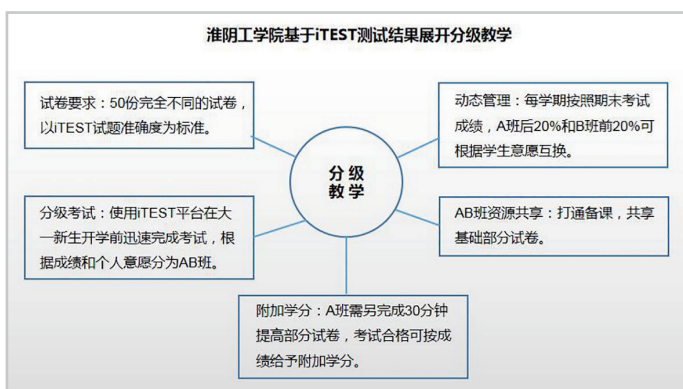 淮阴工学院基于iTEST测试结果展开分级教学
试卷要求：50份完全不同的试卷，
以iTEST试题准确度为标准。
动态管理：每学期按照期末考试
成绩，A班后20%和B班前20%可
根据学生意愿互换。
分级
教学
分级考试：使用iTEST平台在大
一新生开学前迅速完成考试，根
据成绩和个人意愿分为AB班。
AB班资源共享：打通备课，共享
基础部分试卷。
附加学分：A班需另完成30分钟
提高部分试卷，考试合格可按成
绩给予附加学分。